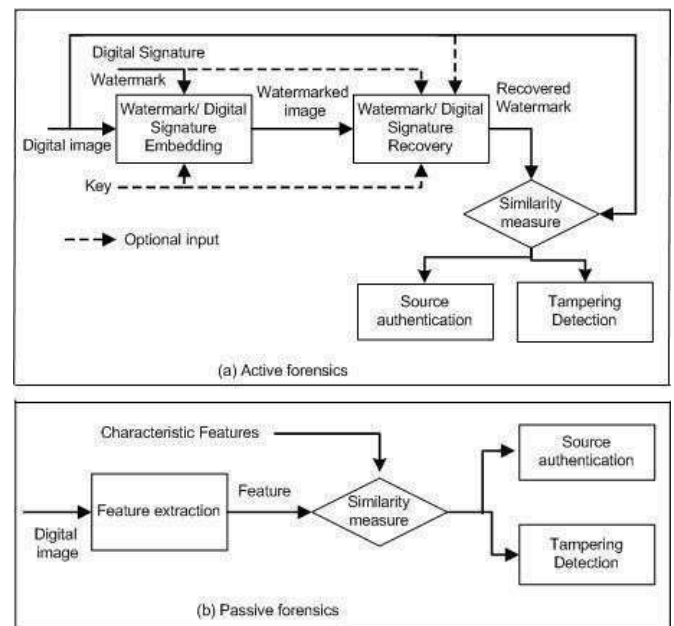 Digital Signature
Watermark
Watermark/ Digital
Signature
Embedding
Watermarked
image
Watermark/ Digital
Signature
Recovery
Recovered
Watermark
Digital image
Key
Similarity
measure
Optional input
Source
authentication
Tampering
Detection
(a) Active forensics
Characteristic Features
Source
authentication
Feature extraction
Feature
Similarity
measure
Digital
image
Tampering
Detection
(b) Passive forensics